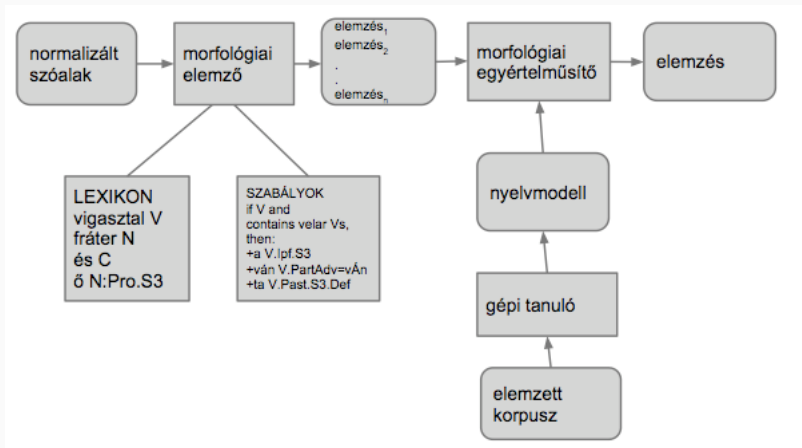 normalizált
szóalak
morfológiai
elemző
elemzés₁
elemzés₂
.
.
elemzésₙ
morfológiai
egyértelműsítő
elemzés
LEXIKON
vigasztal V
fráter N
és C
ő N:Pro.S3
SZABÁLYOK
if V and
contains velar Vs,
then:
+a V.Ipf.S3
+ván V.PartAdv=vÁn
+ta V.Past.S3.Def
nyelvmodell
gépi tanuló
elemzett
korpusz